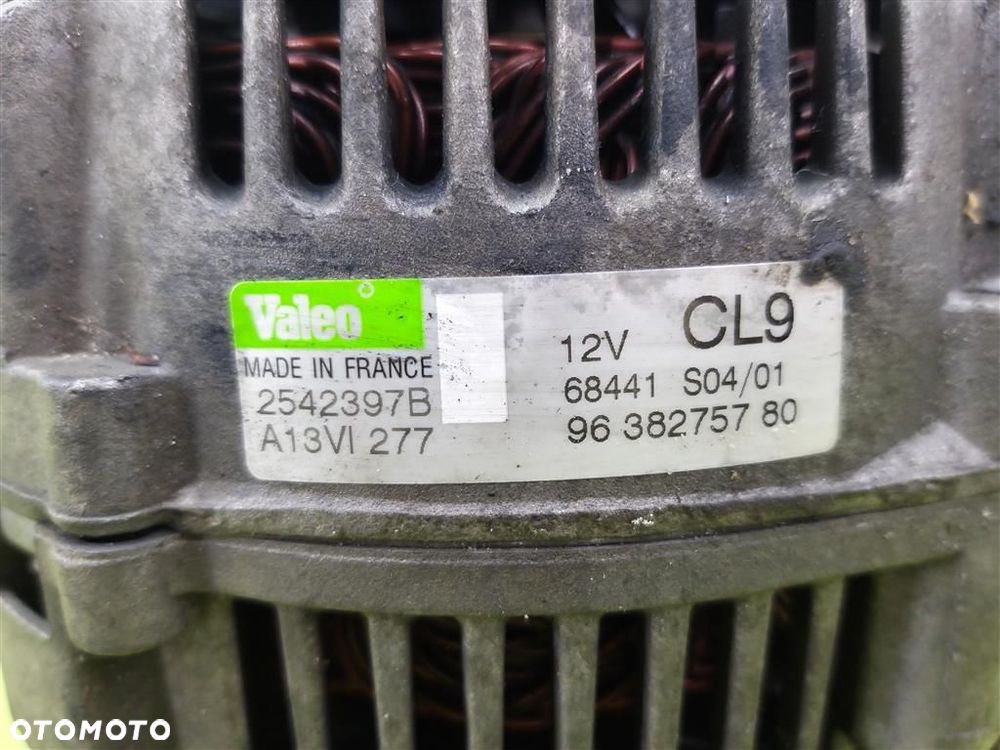 Valeo
MADE IN FRANCE
2542397B
A13VI 277
12V CL9
68441 S04/01
96 382757 80
OTOMOTO